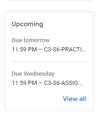 Upcoming
Due tomorrow
11:59 PM – C3-S6-PRACTI...
Due Wednesday
11:59 PM – C3-S6-ASSIG...
View all